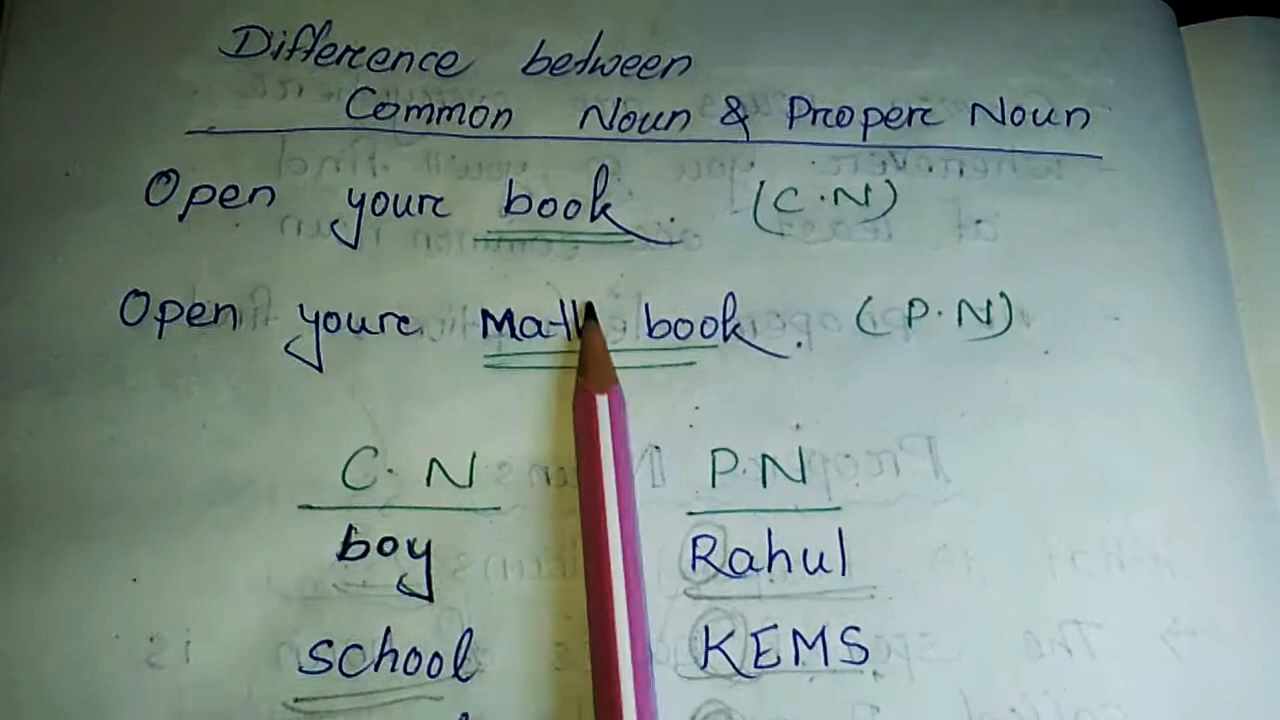 Difference between
Common Noun & Proper Noun
Open your book. (C.N)
Open your Math book. (P.N)
C.N P.N
boy Rahul
school KEMS